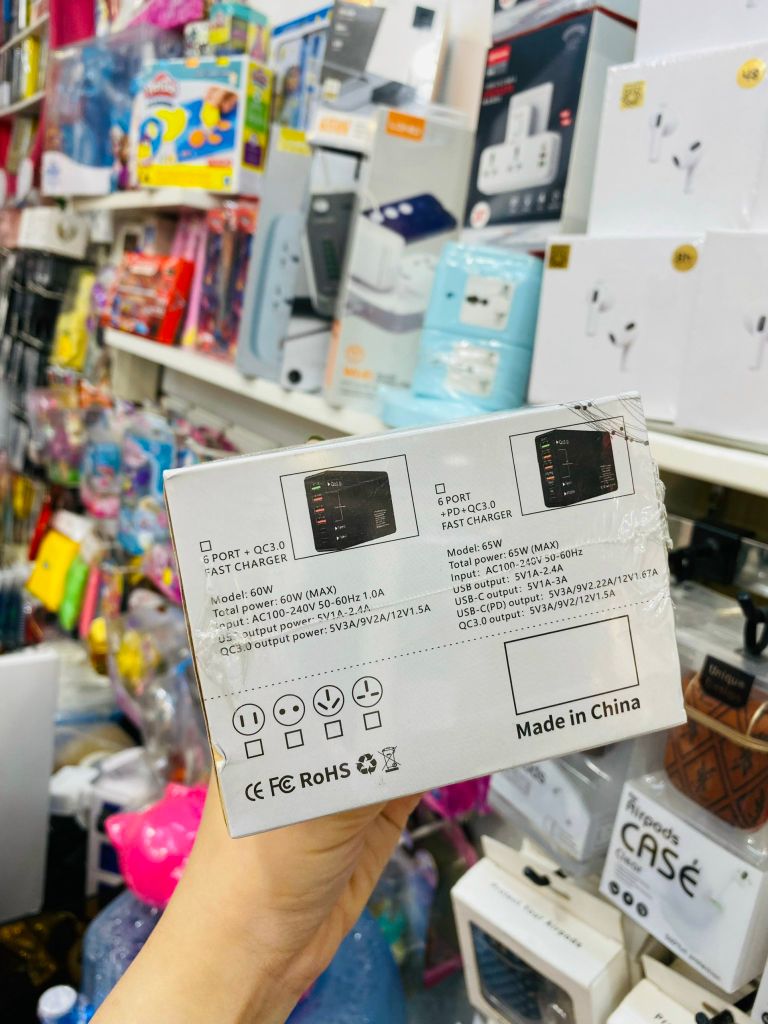 6 PORT + QC3.0
FAST CHARGER
Model: 60W
Total power: 60W (MAX)
Input: AC100-240V 50-60Hz 1.0A
USB output power: 5V1A-2.4A
QC3.0 output power: 5V3A/9V2A/12V1.5A
6 PORT
+PD+QC3.0
FAST CHARGER
Model: 65W
Total power: 65W (MAX)
Input: AC100-240V 50-60Hz
USB output: 5V1A-2.4A
USB-C output: 5V1A-3A
USB-C(PD) output: 5V3A/9V2.22A/12V1.67A
QC3.0 output: 5V3A/9V2/12V1.5A
Made in China
CE FC RoHS
Unique
Airpods
CASE
Protect Your Airpods